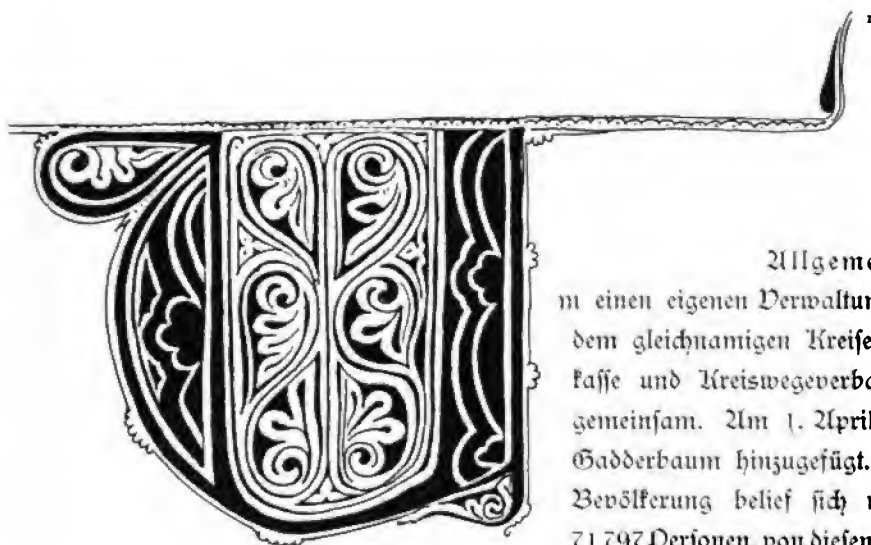 Allgeme
Um einen eigenen Verwaltun
dem gleichnamigen Kreise
kasse und Kreiswegeverba
gemeinsam. Am 1. April
Gadderbaum hinzugefügt.
Bevölkerung belief sich
71 797 Personen, von diesen